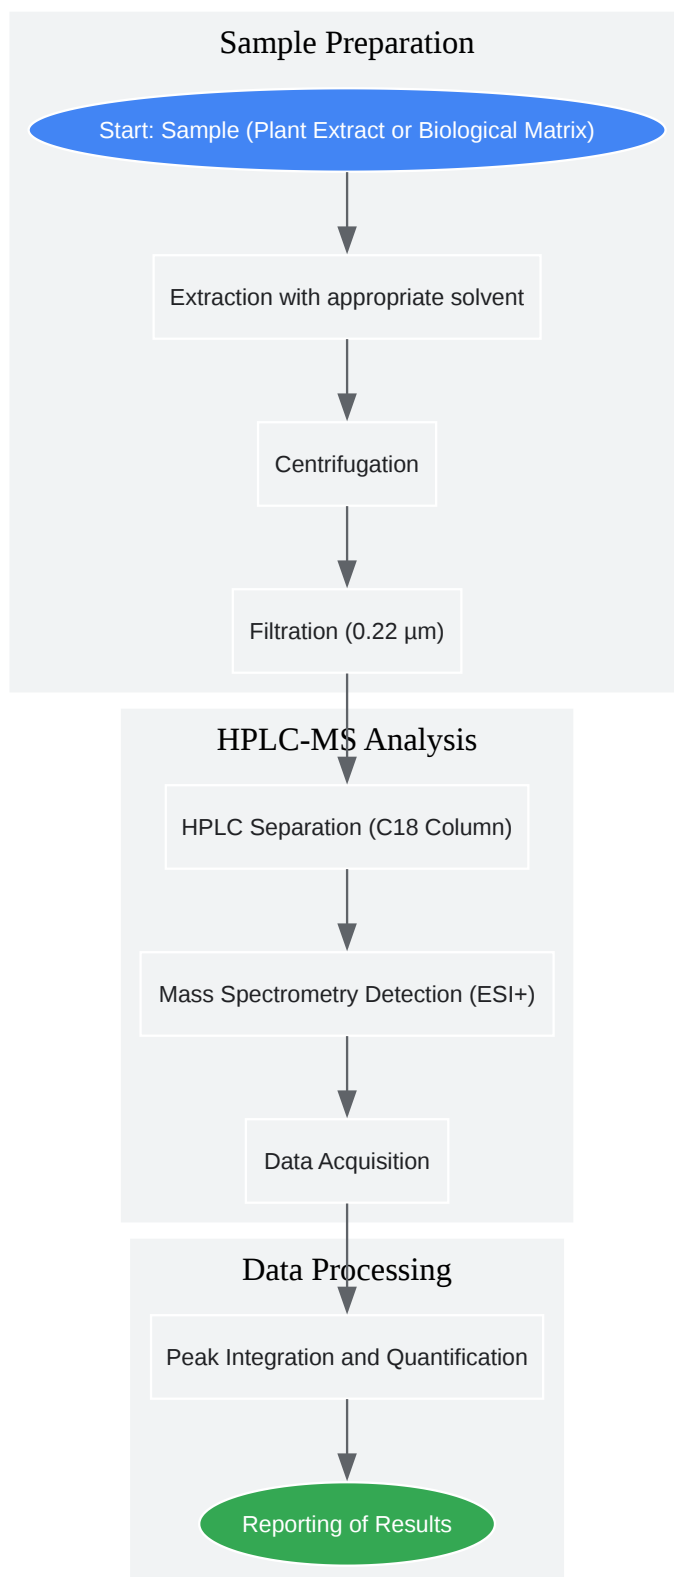 Sample Preparation
Start: Sample (Plant Extract or Biological Matrix)
Extraction with appropriate solvent
Centrifugation
Filtration (0.22 µm)
HPLC-MS Analysis
HPLC Separation (C18 Column)
Mass Spectrometry Detection (ESI+)
Data Acquisition
Data Processing
Peak Integration and Quantification
Reporting of Results